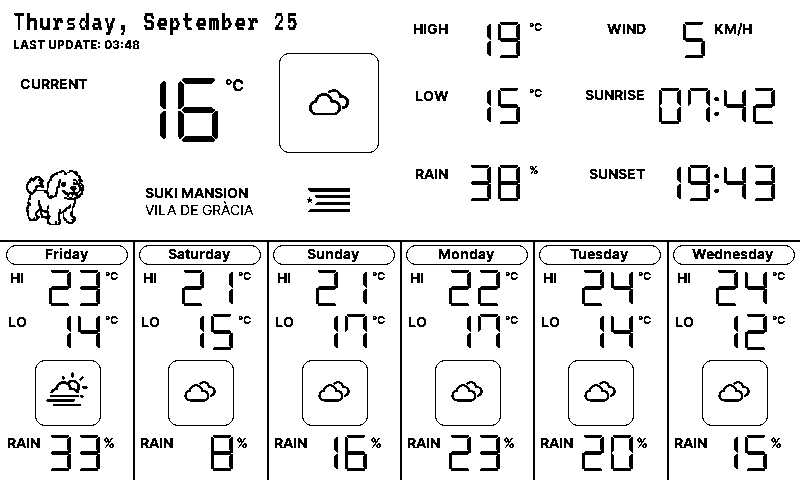 Thursday, September 25
LAST UPDATE: 03:48
CURRENT 16 °C
HIGH 19 °C
WIND 5 KM/H
LOW 15 °C
SUNRISE 07:42
RAIN 38 %
SUNSET 19:43
SUKI MANSION
VILA DE GRÀCIA
Friday
HI 23 °C
LO 14 °C
RAIN 33 %
Saturday
HI 21 °C
LO 15 °C
RAIN 8 %
Sunday
HI 21 °C
LO 17 °C
RAIN 16 %
Monday
HI 22 °C
LO 17 °C
RAIN 23 %
Tuesday
HI 24 °C
LO 14 °C
RAIN 20 %
Wednesday
HI 24 °C
LO 12 °C
RAIN 15 %